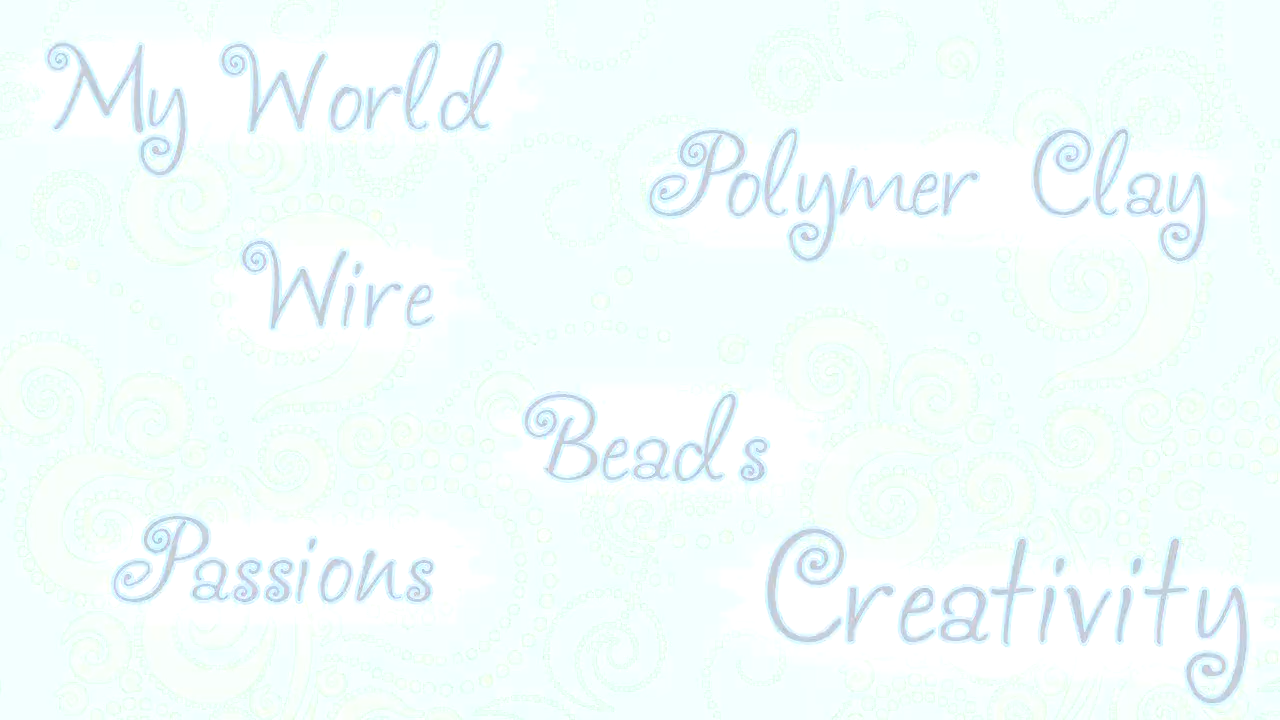 My World
Polymer Clay
Wire
Beads
Passions
Creativity